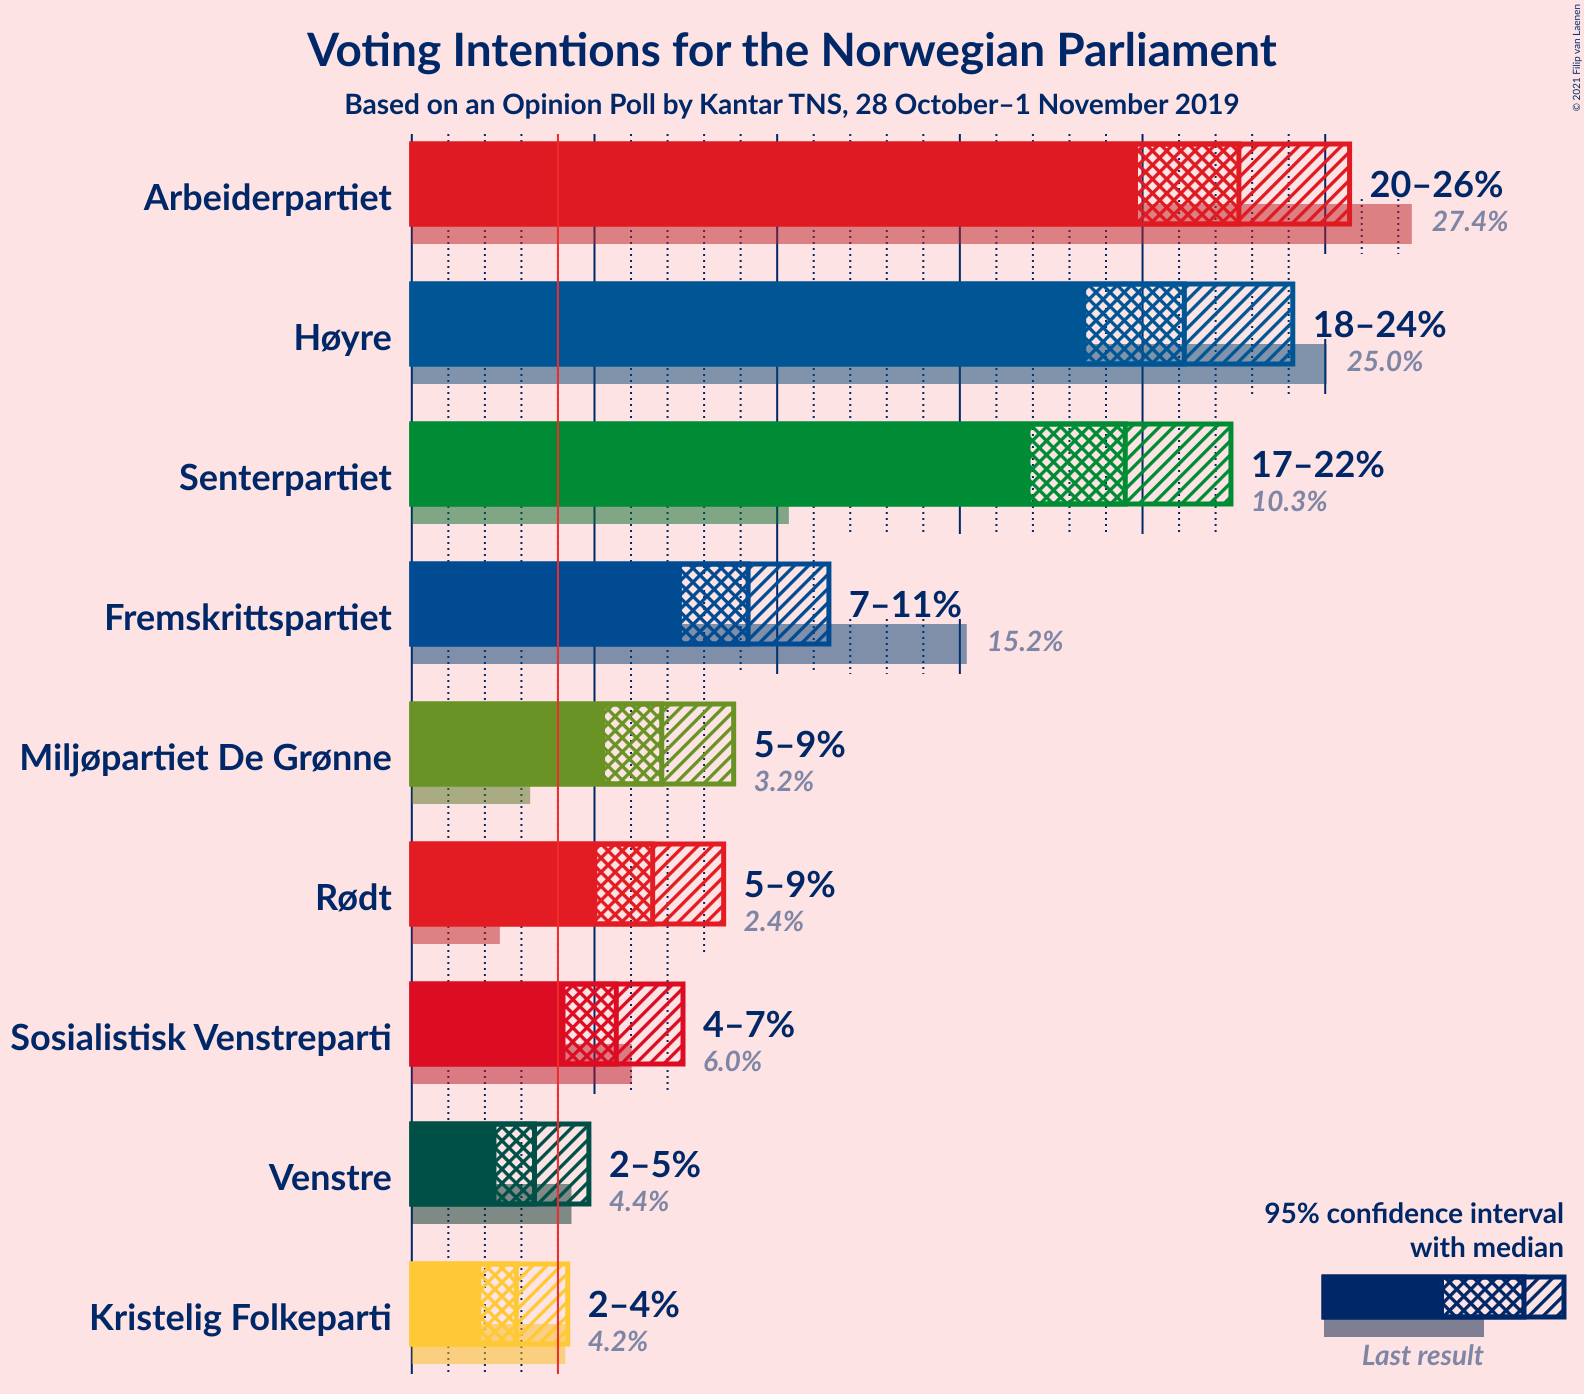 Voting Intentions for the Norwegian Parliament
Based on an Opinion Poll by Kantar TNS, 28 October–1 November 2019
© 2021 Filip van Laenen
Arbeiderpartiet
20–26%
27.4%
Høyre
18–24%
25.0%
Senterpartiet
17–22%
10.3%
Fremskrittspartiet
7–11%
15.2%
Miljøpartiet De Grønne
5–9%
3.2%
Rødt
5–9%
2.4%
Sosialistisk Venstreparti
4–7%
6.0%
Venstre
2–5%
4.4%
Kristelig Folkeparti
2–4%
4.2%
95% confidence interval
with median
Last result